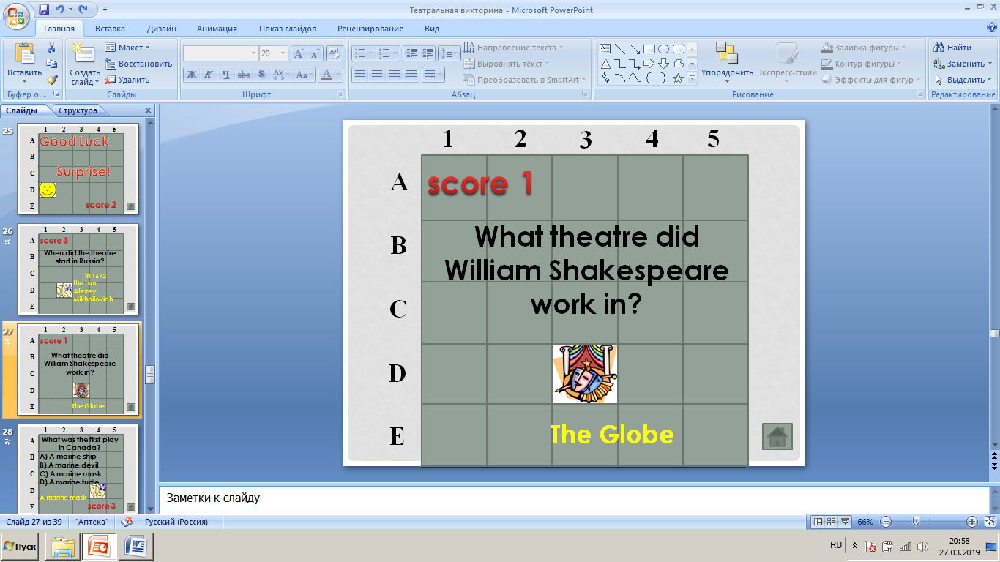 Театральная викторина - Microsoft PowerPoint
Главная Вставка Дизайн Анимация Показ слайдов Рецензирование Вид
Вставить
Буфер о...
Создать слайд
Макет
Восстановить
Удалить
Слайды
20
Ж К Ч abc S AV Aa А
Шрифт
Направление текста
Выровнять текст
Преобразовать в SmartArt
Абзац
Упорядочить
Экспресс-стили
Заливка фигуры
Контур фигуры
Эффекты для фигур
Рисование
Найти
Заменить
Выделить
Редактирование
Слайды Структура
25
1 2 3 4 5
A Good Luck
B
C Surprise!
D
E score 2
26
1 2 3 4 5
A score 3
B When did the theatre
start in Russia?
C in 1672
the tsar
D Alexey
Mikhailovich
E
27
1 2 3 4 5
A score 1
B What theatre did
William Shakespeare
C work in?
D
E The Globe
28
1 2 3 4 5
A What was the first play
in Canada?
B A) A marine ship
B) A marine devil
C C) A marine mask
D) A marine turtle
D
A marine mask
E score 3
1 2 3 4 5
A score 1
B What theatre did
William Shakespeare
C work in?
D
E The Globe
Заметки к слайду
Слайд 27 из 39 "Аптека" Русский (Россия) 66%
Пуск
RU
20:58
27.03.2019